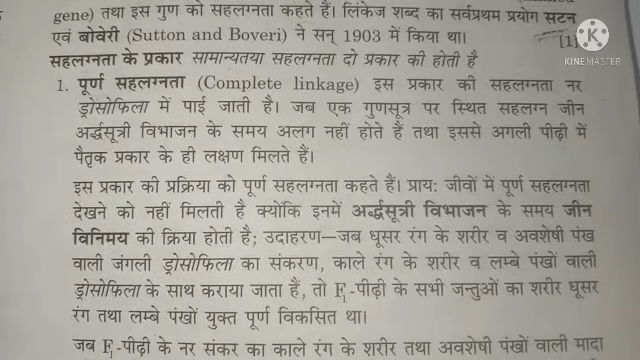 gene) तथा इस गुण को सहलग्नता कहते हैं। लिंकेज शब्द का सर्वप्रथम प्रयोग सटन
एवं बोवेरी (Sutton and Boveri) ने सन् 1903 में किया था। [1]
सहलग्नता के प्रकार सामान्यतया सहलग्नता दो प्रकार की होती है
1. पूर्ण सहलग्नता (Complete linkage) इस प्रकार की सहलग्नता नर
ड्रोसोफिला में पाई जाती है। जब एक गुणसूत्र पर स्थित सहलग्न जीन
अर्द्धसूत्री विभाजन के समय अलग नहीं होते हैं तथा इससे अगली पीढ़ी में
पैतृक प्रकार के ही लक्षण मिलते हैं।
इस प्रकार की प्रक्रिया को पूर्ण सहलग्नता कहते हैं। प्राय: जीवों में पूर्ण सहलग्नता
देखने को नहीं मिलती है क्योंकि इनमें अर्द्धसूत्री विभाजन के समय जीन
विनिमय की क्रिया होती है; उदाहरण–जब धूसर रंग के शरीर व अवशेषी पंख
वाली जंगली ड्रोसोफिला का संकरण, काले रंग के शरीर व लम्बे पंखों वाली
ड्रोसोफिला के साथ कराया जाता है, तो F₁-पीढ़ी के सभी जन्तुओं का शरीर धूसर
रंग तथा लम्बे पंखों युक्त पूर्ण विकसित था।
जब F₁-पीढ़ी के नर संकर का काले रंग के शरीर तथा अवशेषी पंखों वाली मादा
K
KINEMASTER